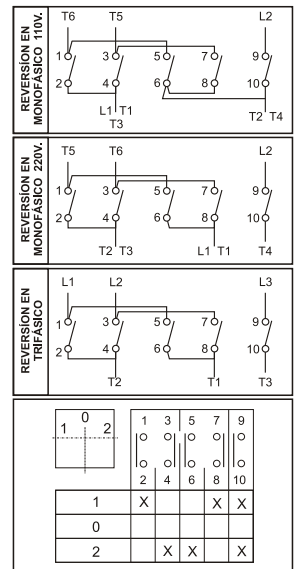 REVERSÍON EN
MONOFÁSICO 110V.
T6 T5 L2
1 3 5 7 9
2 4 6 8 10
L1 T1
T3
T2 T4
REVERSÍON EN
MONOFÁSICO 220V.
T5 T6 L2
1 3 5 7 9
2 4 6 8 10
T2 T3 L1 T1 T4
REVERSÍON EN
TRIFÁSICO
L1 L2 L3
1 3 5 7 9
2 4 6 8 10
T2 T1 T3
1 0 2
1 3 5 7 9
2 4 6 8 10
1 X X X
0
2 X X X